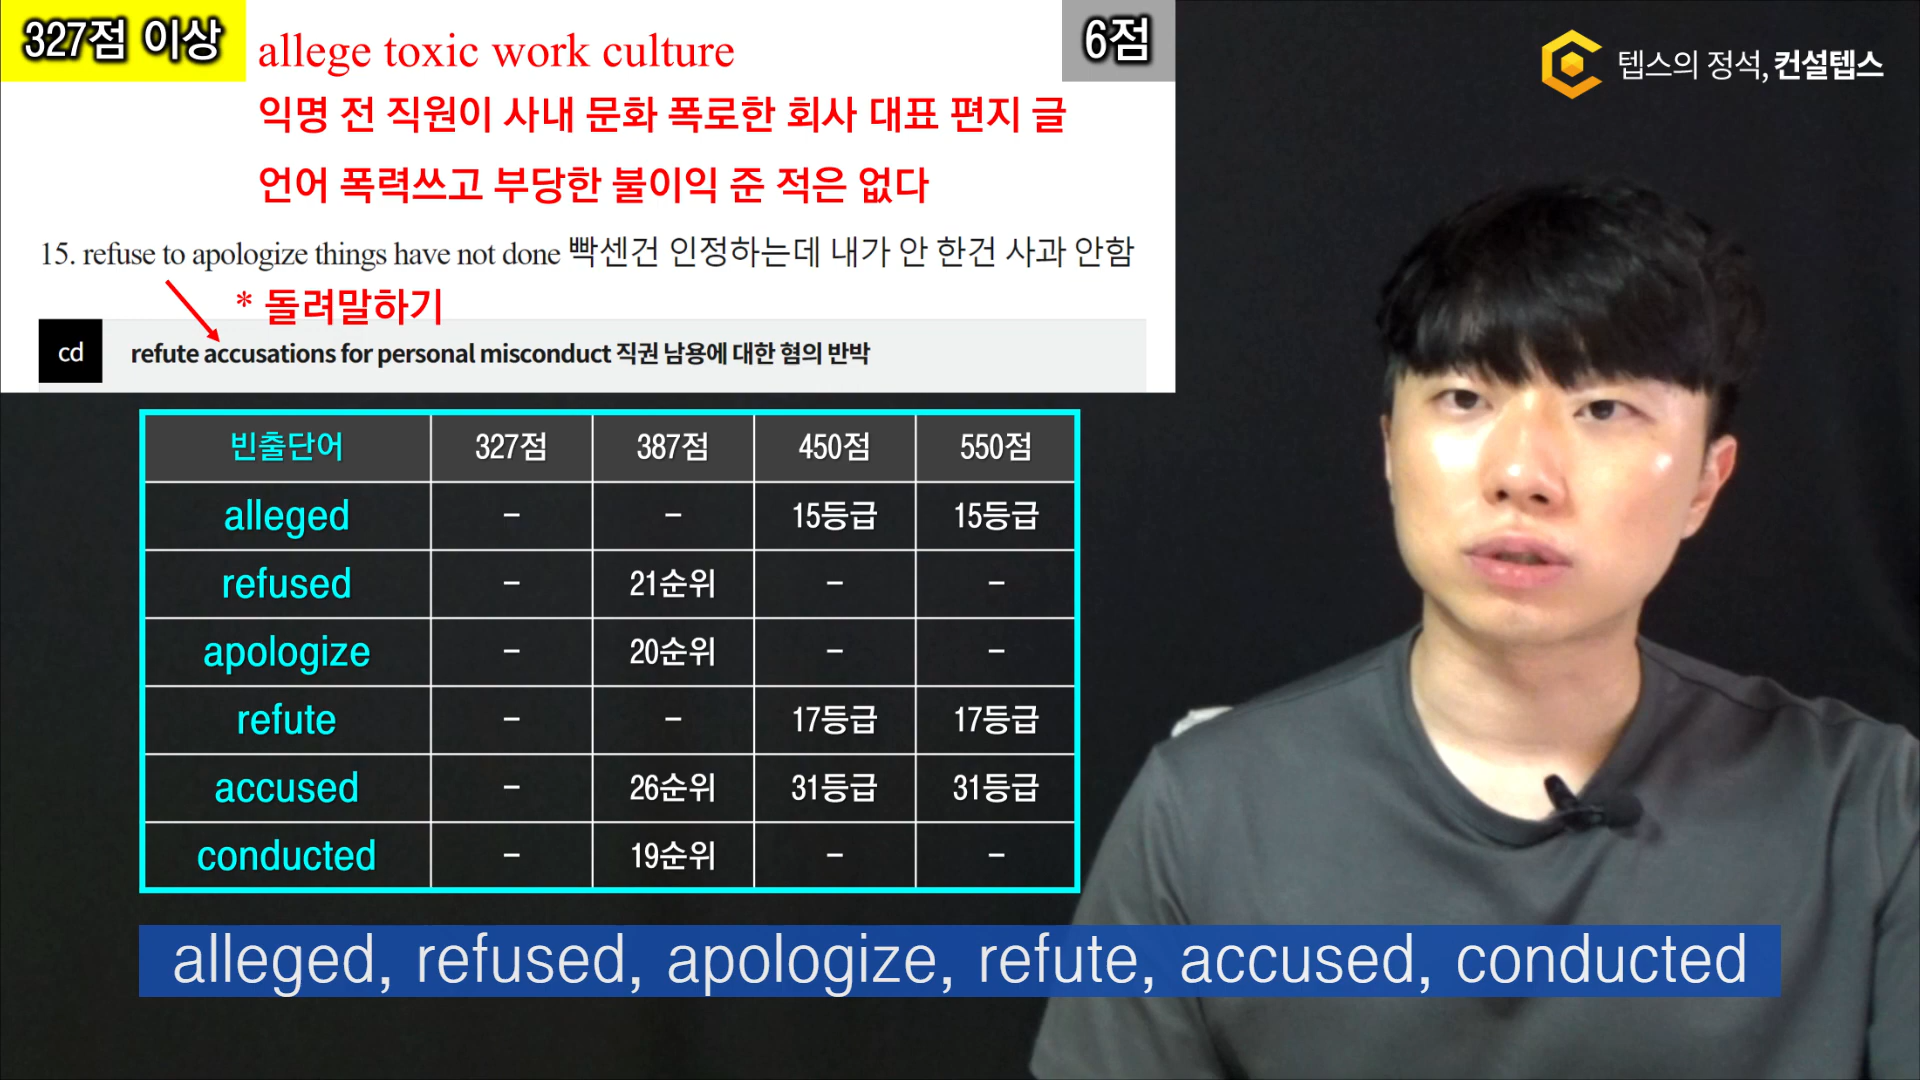 327점 이상
allege toxic work culture
6점
텝스의 정석, 컨설텝스
익명 전 직원이 사내 문화 폭로한 회사 대표 편지 글
언어 폭력쓰고 부당한 불이익 준 적은 없다
15. refuse to apologize things have not done 빡센건 인정하는데 내가 안 한건 사과 안함
* 돌려말하기
cd refute accusations for personal misconduct 직권 남용에 대한 혐의 반박
빈출단어 327점 387점 450점 550점
alleged – – 15등급 15등급
refused – 21순위 – –
apologize – 20순위 – –
refute – – 17등급 17등급
accused – 26순위 31등급 31등급
conducted – 19순위 – –
alleged, refused, apologize, refute, accused, conducted